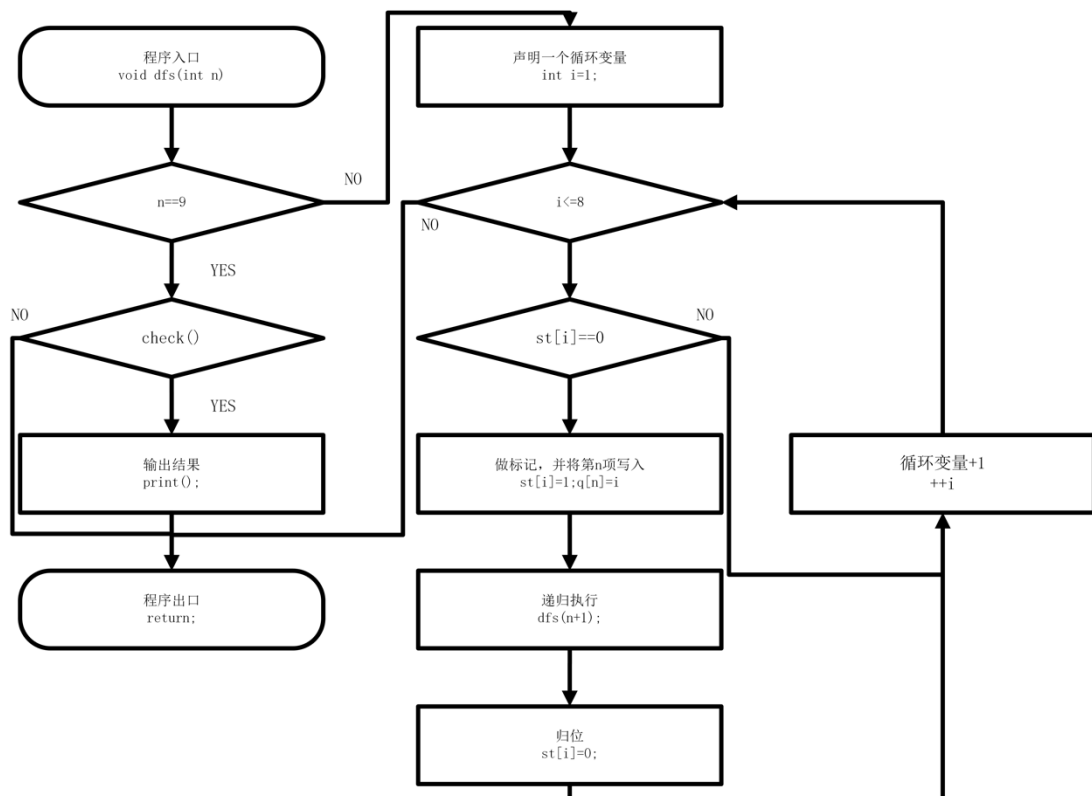 程序入口
void dfs(int n)
n==9
NO
YES
check()
NO
YES
输出结果
print();
程序出口
return;
声明一个循环变量
int i=1;
i<=8
NO
st[i]==0
NO
做标记，并将第n项写入
st[i]=1;q[n]=i
递归执行
dfs(n+1);
归位
st[i]=0;
循环变量+1
++i